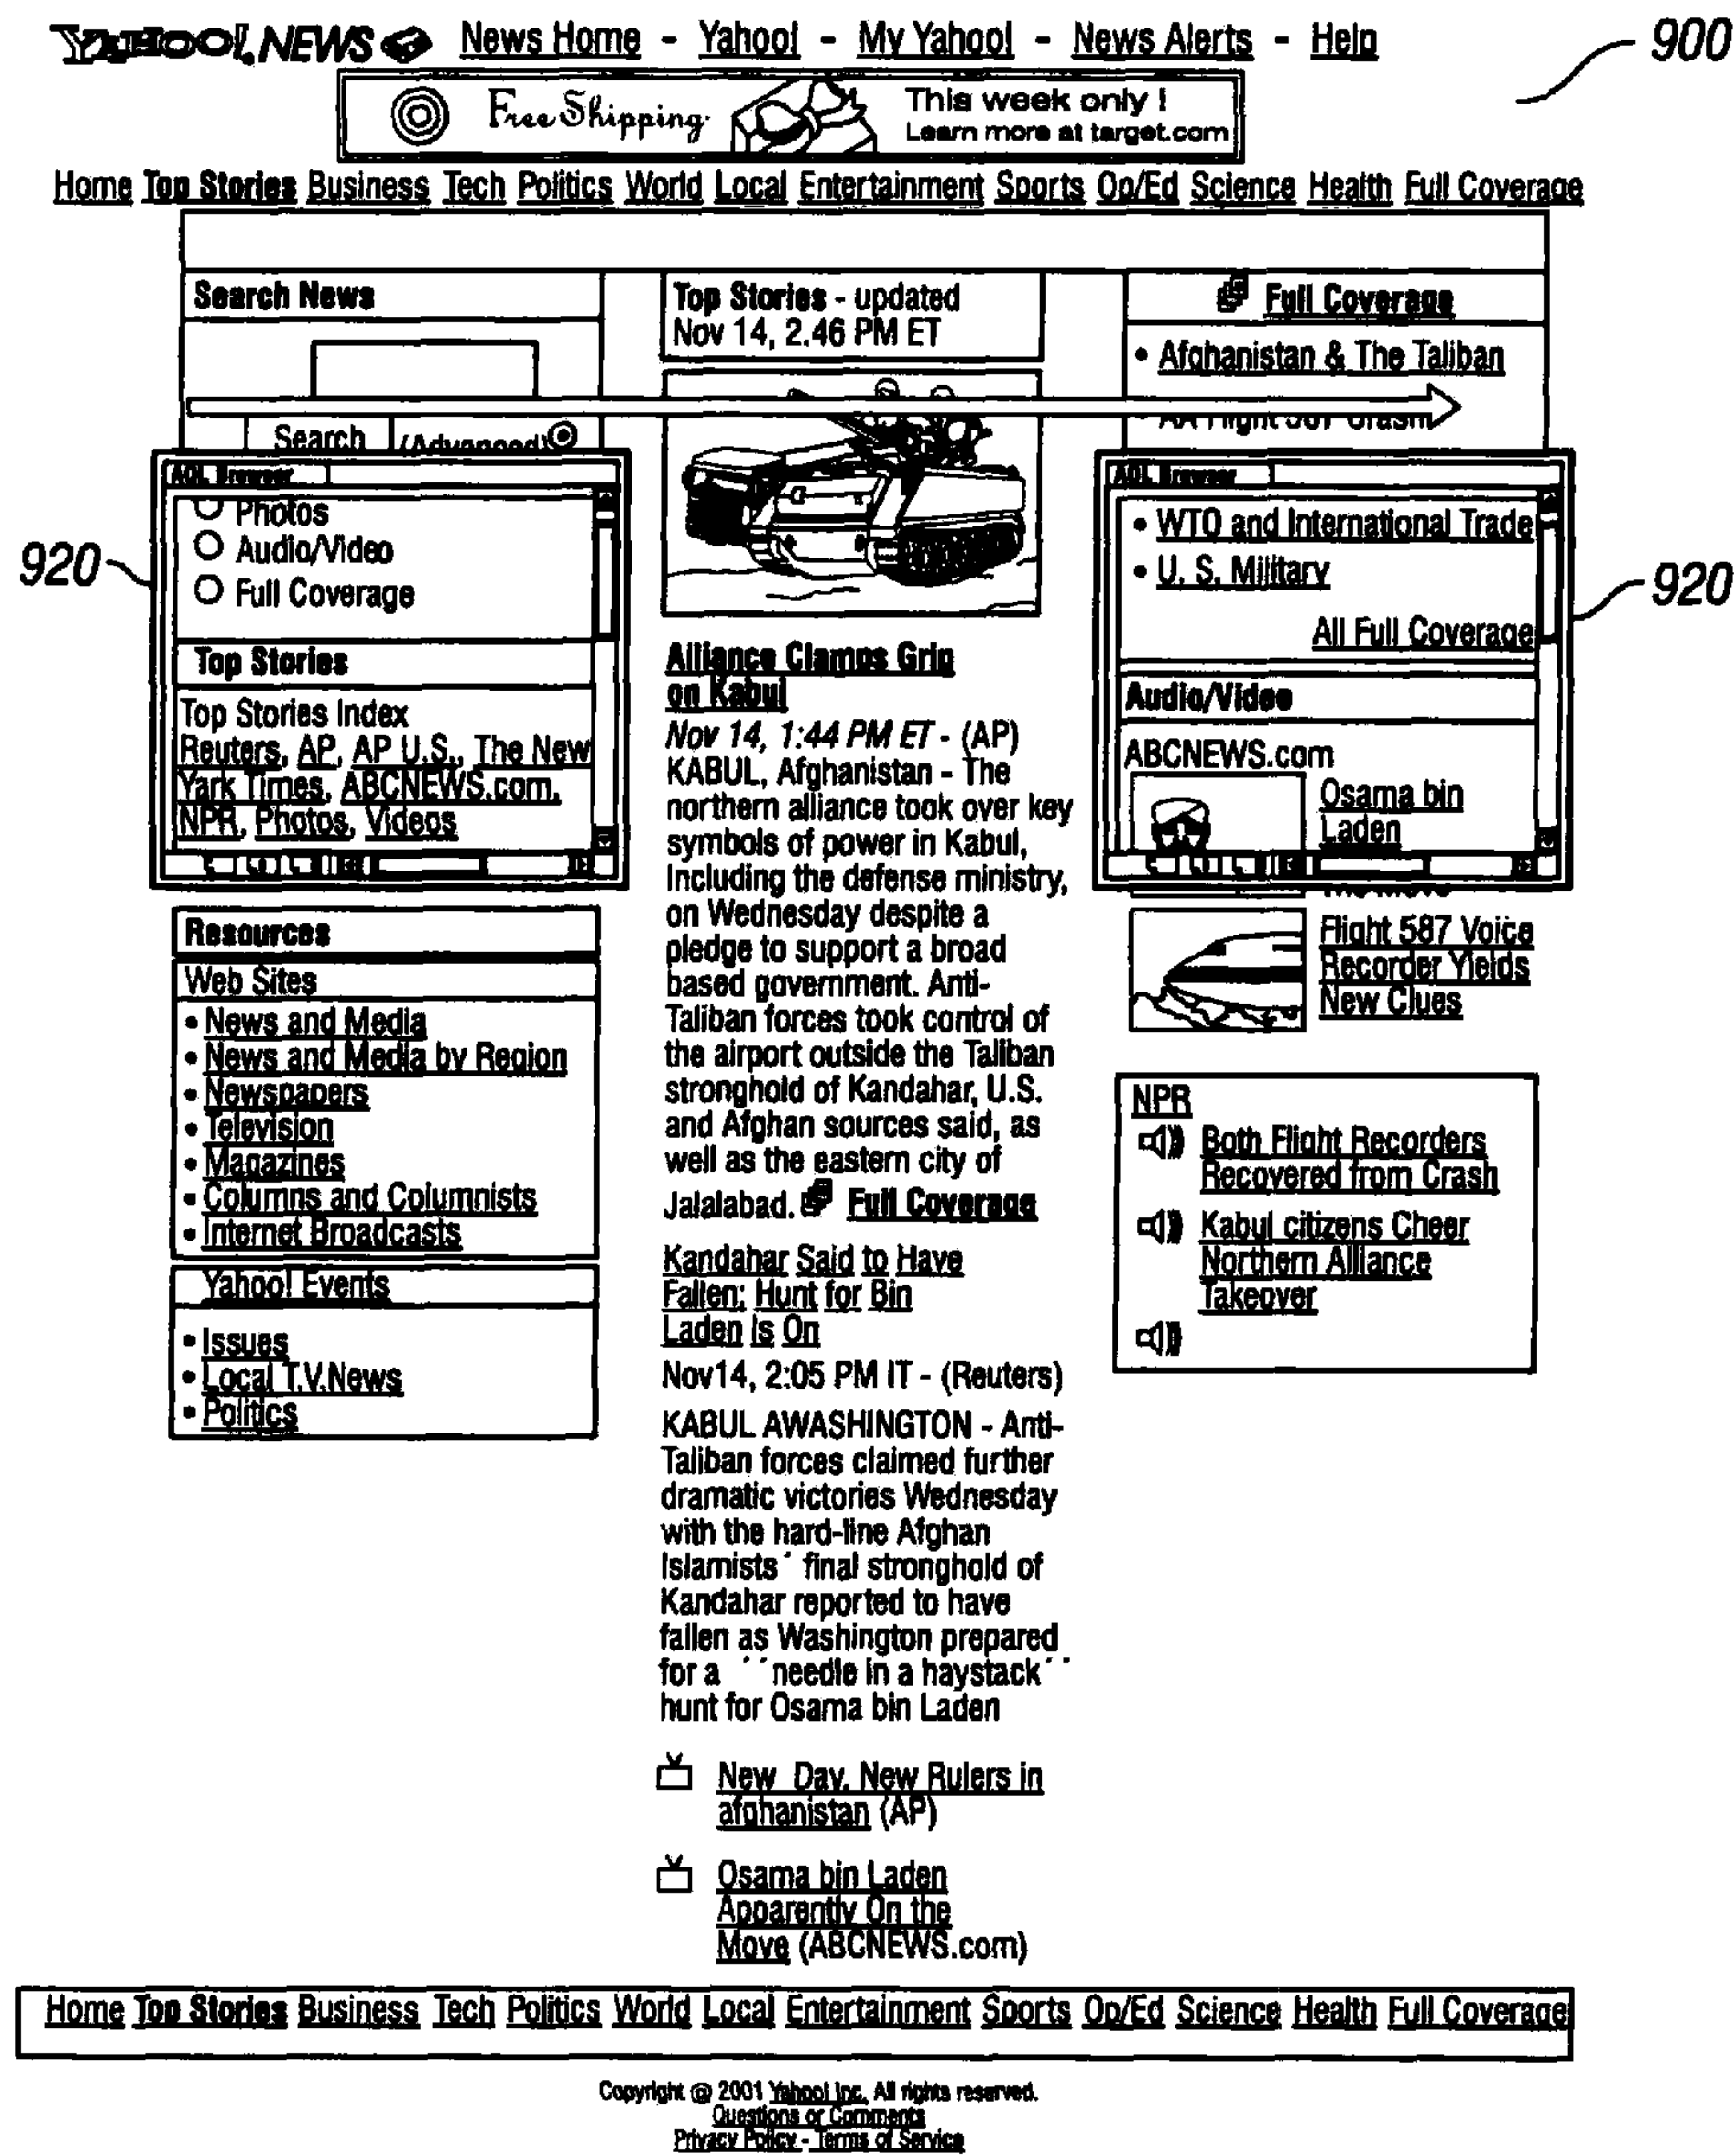 YAHOO! NEWS News Home - Yahoo! - My Yahoo! - News Alerts - Help
900
Free Shipping. This week only !
Learn more at target.com
Home Top Stories Business Tech Politics World Local Entertainment Sports Op/Ed Science Health Full Coverage
Search News
Search (Advanced)
AOL Browser
Photos
920
Audio/Video
Full Coverage
Top Stories
Top Stories Index
Reuters, AP, AP U.S., The New
Yark Times, ABCNEWS.com,
NPR, Photos, Videos
Resources
Web Sites
• News and Media
• News and Media by Region
• Newspapers
• Television
• Magazines
• Columns and Columnists
• Internet Broadcasts
Yahoo! Events
• Issues
• Local T.V.News
• Politics
Top Stories - updated
Nov 14, 2.46 PM ET
Alliance Clamps Grip
on Kabul
Nov 14, 1:44 PM ET - (AP)
KABUL, Afghanistan - The
northern alliance took over key
symbols of power in Kabul,
Including the defense ministry,
on Wednesday despite a
pledge to support a broad
based government. Anti-
Taliban forces took control of
the airport outside the Taliban
stronghold of Kandahar, U.S.
and Afghan sources said, as
well as the eastern city of
Jalalabad. Full Coverage
Kandahar Said to Have
Fallen; Hunt for Bin
Laden Is On
Nov14, 2:05 PM IT - (Reuters)
KABUL AWASHINGTON - Anti-
Taliban forces claimed further
dramatic victories Wednesday
with the hard-line Afghan
Islamists´ final stronghold of
Kandahar reported to have
fallen as Washington prepared
for a ´´needle in a haystack´´
hunt for Osama bin Laden
New Day, New Rulers in
afghanistan (AP)
Osama bin Laden
Apparently On the
Move (ABCNEWS.com)
Full Coverage
• Afghanistan & The Taliban
AA Flight 587 Crash
AOL Browser
• WTO and International Trade
• U. S. Military
920
All Full Coverage
Audio/Video
ABCNEWS.com
Osama bin
Laden
Flight 587 Voice
Recorder Yields
New Clues
NPR
Both Flight Recorders
Recovered from Crash
Kabul citizens Cheer
Northern Alliance
Takeover
Home Top Stories Business Tech Politics World Local Entertainment Sports Op/Ed Science Health Full Coverage
Copyright @ 2001 Yahoo! Inc. All rights reserved.
Questions or Comments
Privacy Policy - Terms of Service